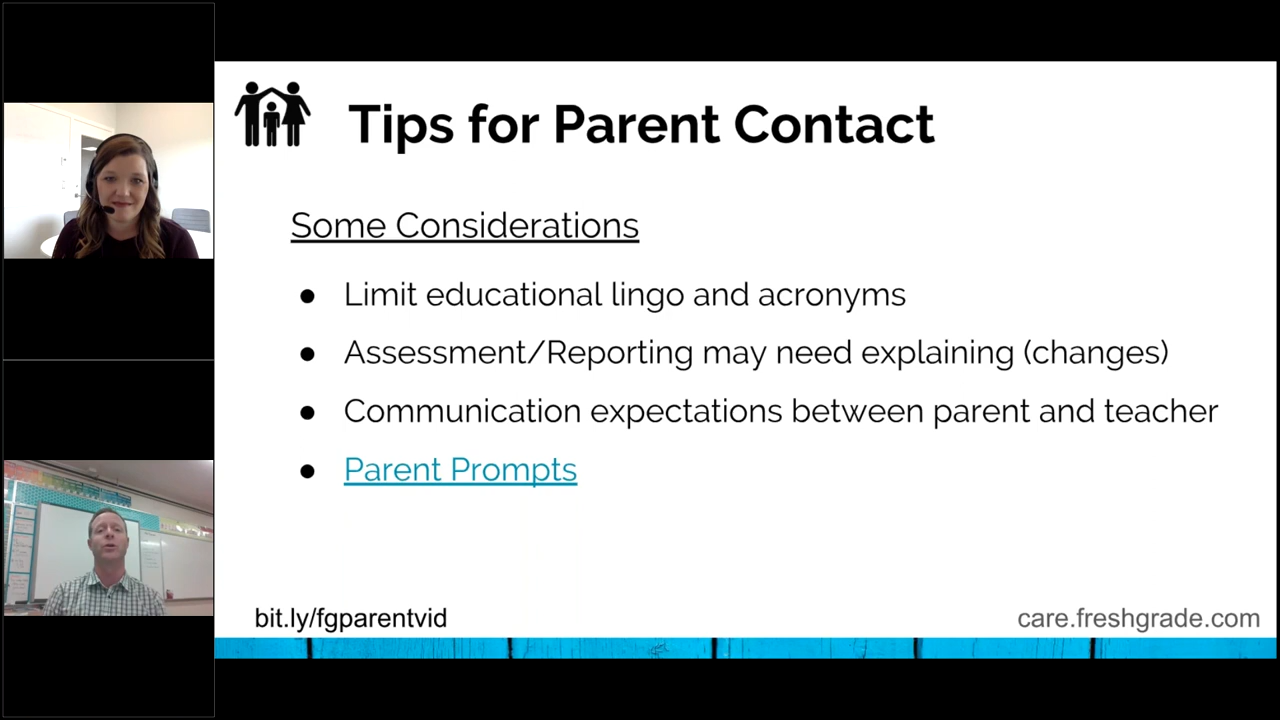 Tips for Parent Contact
Some Considerations
● Limit educational lingo and acronyms
● Assessment/Reporting may need explaining (changes)
● Communication expectations between parent and teacher
● Parent Prompts
bit.ly/fgparentvid
care.freshgrade.com